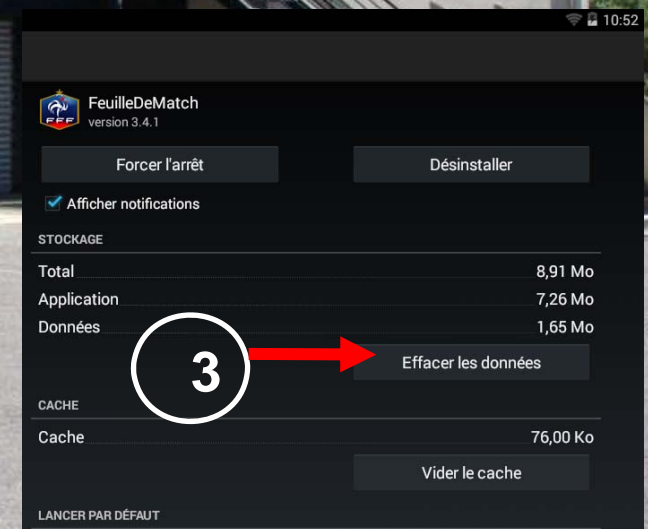 10:52
FFF
FeuilleDeMatch
version 3.4.1
Forcer l'arrêt Désinstaller
Afficher notifications
STOCKAGE
Total 8,91 Mo
Application 7,26 Mo
Données 1,65 Mo
3 Effacer les données
CACHE
Cache 76,00 Ko
Vider le cache
LANCER PAR DÉFAUT